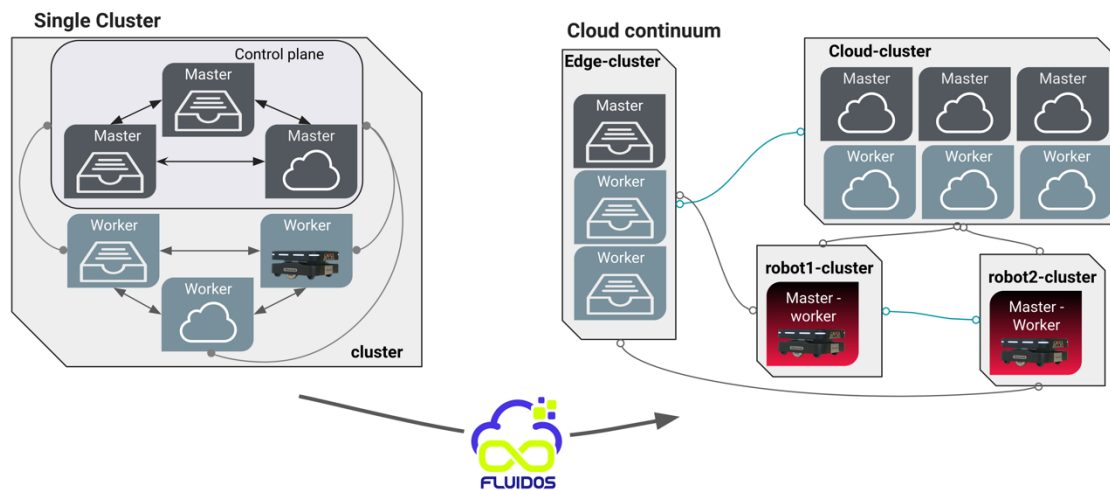 Single Cluster
Control plane
Master
Master
Master
Worker
Worker
Worker
cluster
Cloud continuum
Edge-cluster
Master
Worker
Worker
Cloud-cluster
Master
Master
Master
Worker
Worker
Worker
robot1-cluster
Master -
worker
robot2-cluster
Master -
Worker
FLUIDOS